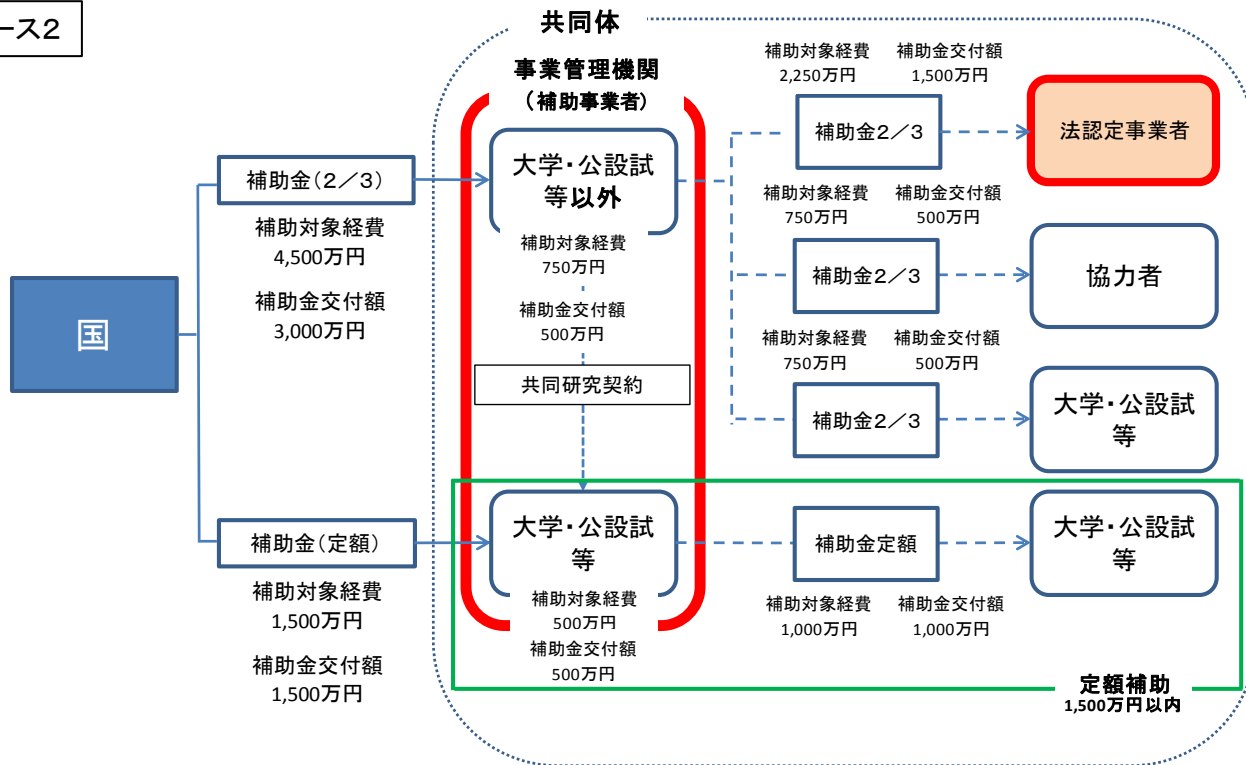 ース2
共同体
事業管理機関
（補助事業者）
補助対象経費
2,250万円
補助金交付額
1,500万円
補助金2／3
法認定事業者
補助金（2／3）
大学・公設試
等以外
補助対象経費
4,500万円
補助金交付額
3,000万円
補助対象経費
750万円
補助金交付額
500万円
補助対象経費
750万円
補助金交付額
500万円
補助金2／3
協力者
国
共同研究契約
補助対象経費
750万円
補助金交付額
500万円
補助金2／3
大学・公設試
等
補助金（定額）
大学・公設試
等
補助金定額
大学・公設試
等
補助対象経費
1,500万円
補助金交付額
1,500万円
補助対象経費
500万円
補助金交付額
500万円
補助対象経費
1,000万円
補助金交付額
1,000万円
定額補助
1,500万円以内